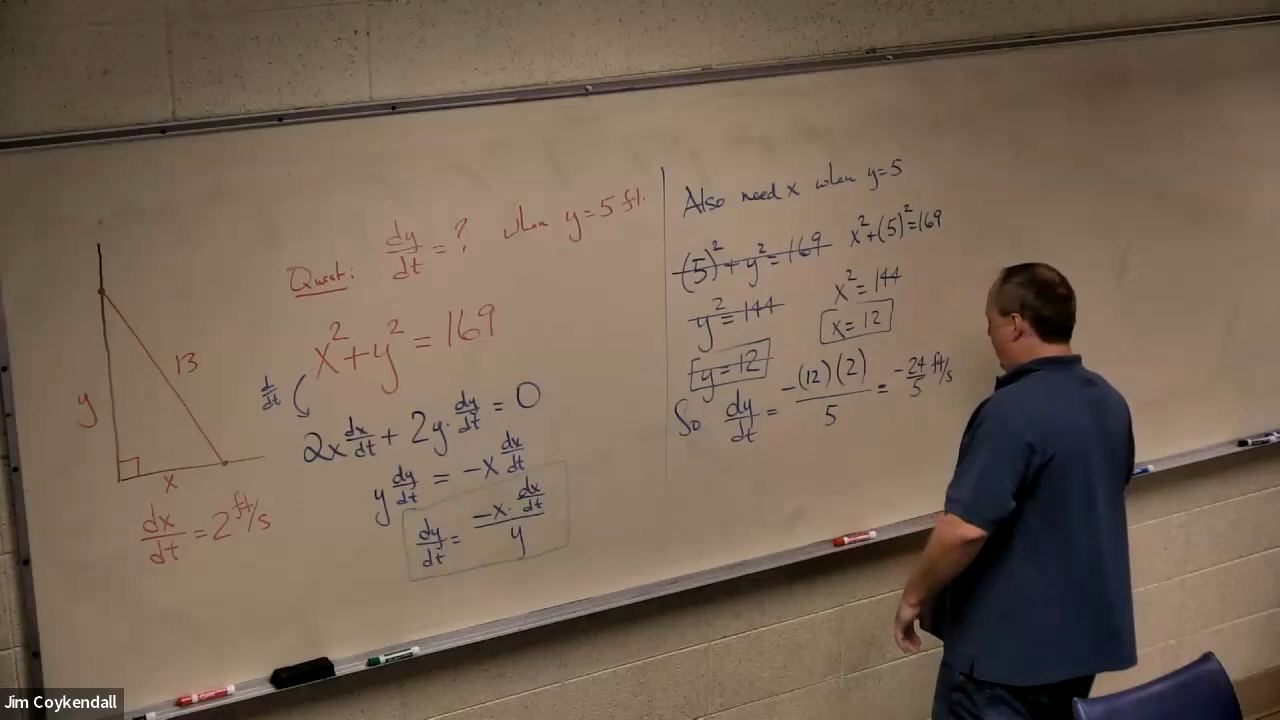 y
13
x
dx/dt = 2 ft/s
Quest: dy/dt = ? when y=5 ft.
x² + y² = 169
d/dt
2x dx/dt + 2y · dy/dt = 0
y dy/dt = -x dx/dt
dy/dt = -x · dx/dt / y
Also need x when y=5
(5)² + y² = 169
y² = 144
y = 12
x² + (5)² = 169
x² = 144
x = 12
So dy/dt = -(12)(2)/5 = -24/5 ft/s
Jim Coykendall